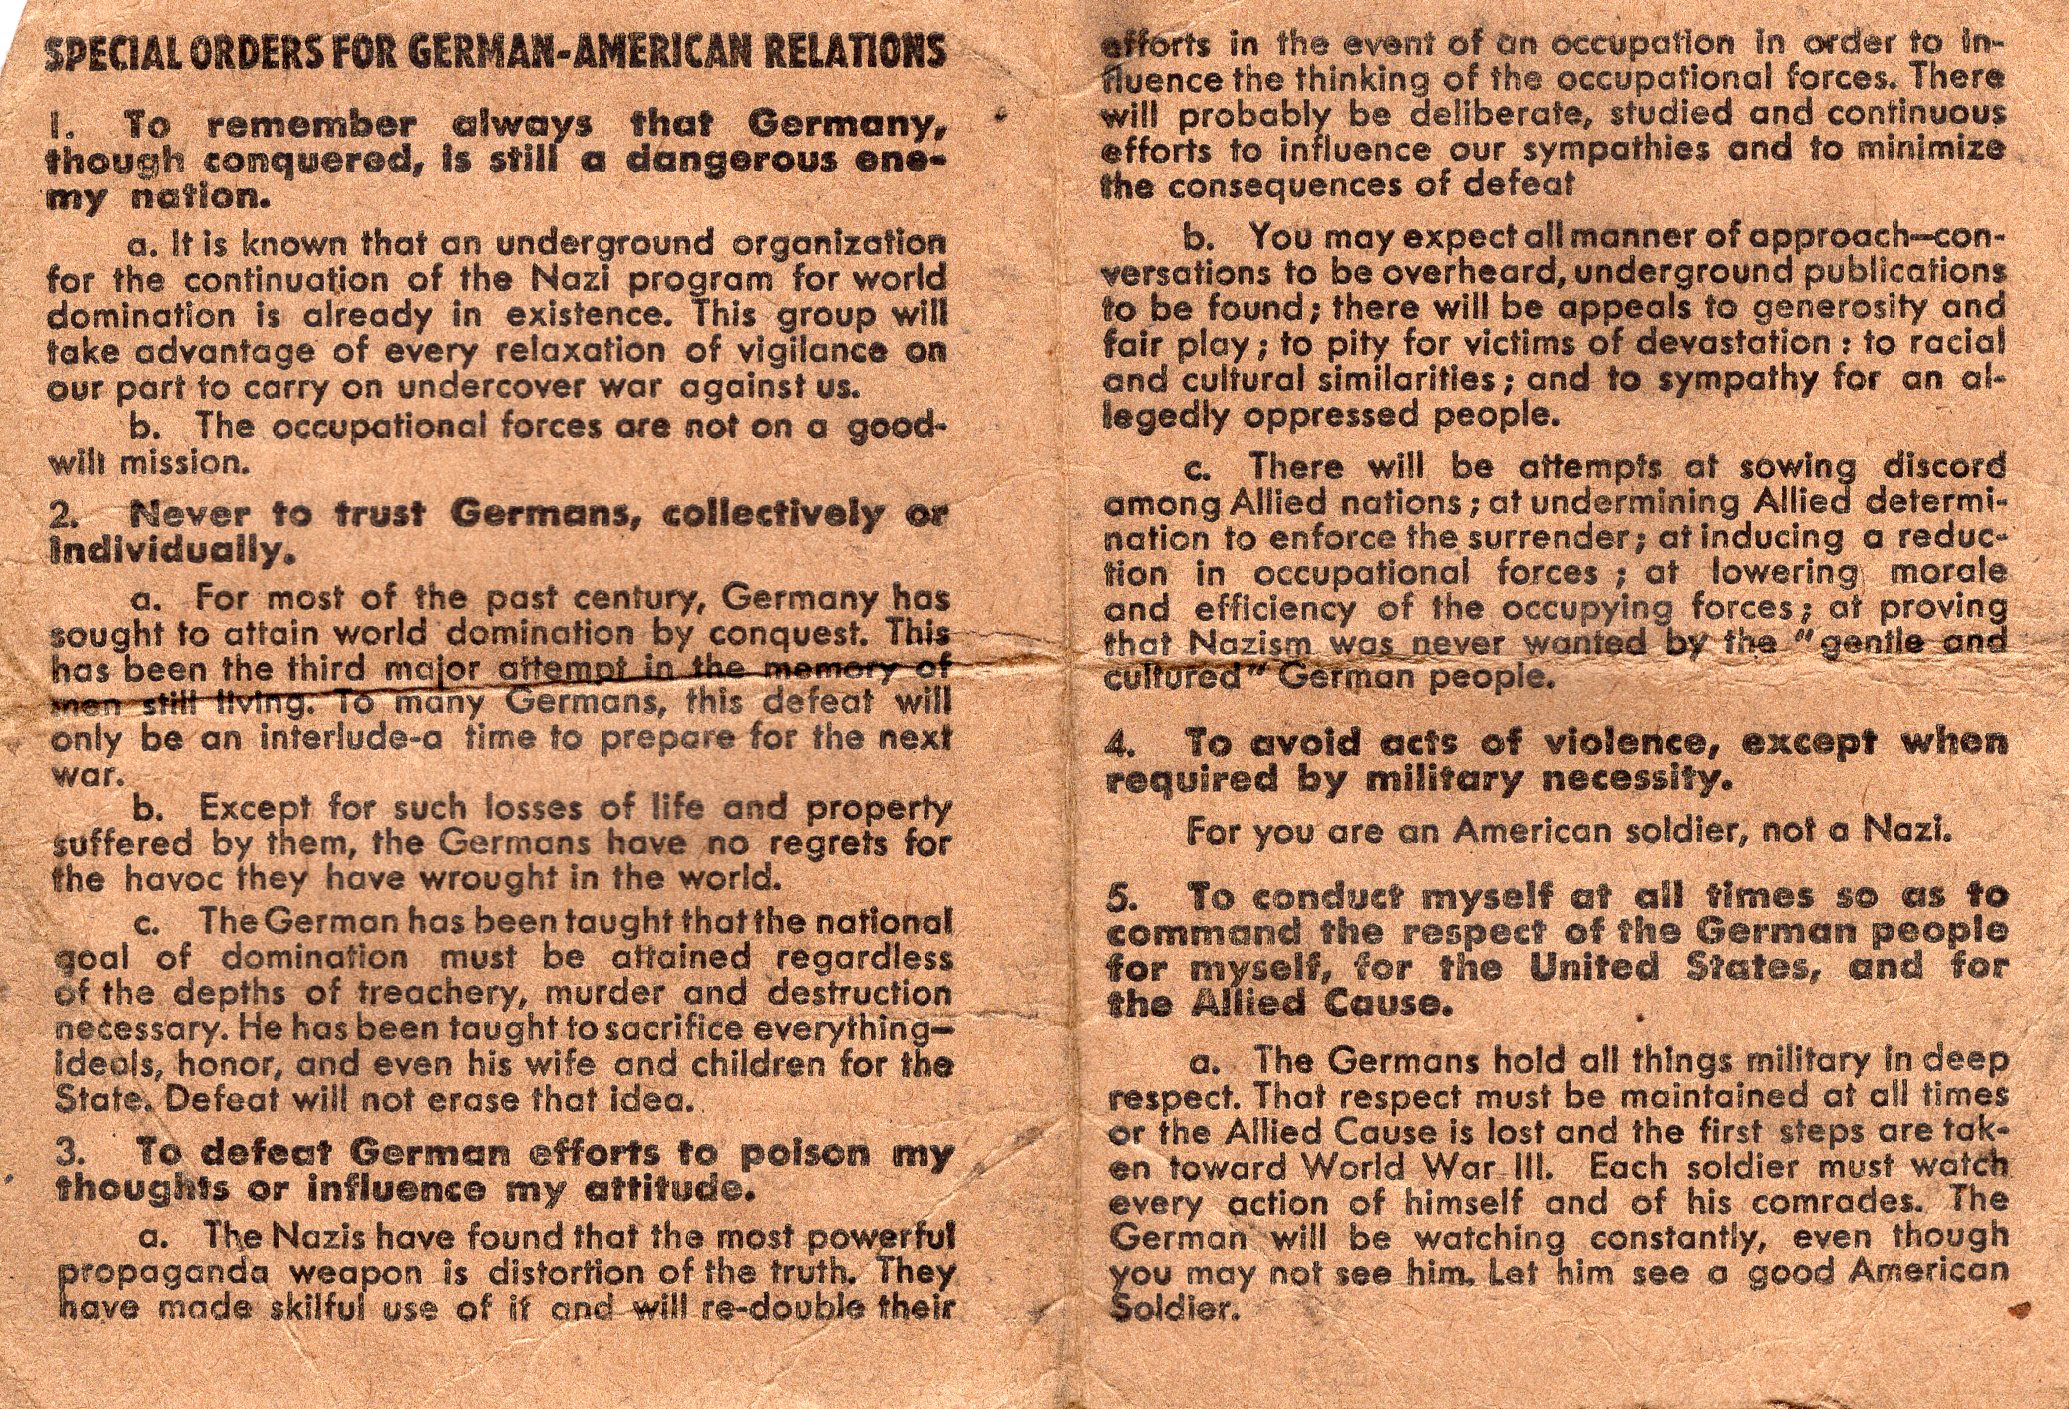 SPECIAL ORDERS FOR GERMAN-AMERICAN RELATIONS
1. To remember always that Germany,
though conquered, is still a dangerous ene-
my nation.
a. It is known that an underground organization
for the continuation of the Nazi program for world
domination is already in existence. This group will
take advantage of every relaxation of vigilance on
our part to carry on undercover war against us.
b. The occupational forces are not on a good-
will mission.
2. Never to trust Germans, collectively or
individually.
a. For most of the past century, Germany has
sought to attain world domination by conquest. This
has been the third major attempt in the memory of
men still living. To many Germans, this defeat will
only be an interlude-a time to prepare for the next
war.
b. Except for such losses of life and property
suffered by them, the Germans have no regrets for
the havoc they have wrought in the world.
c. The German has been taught that the national
goal of domination must be attained regardless
of the depths of treachery, murder and destruction
necessary. He has been taught to sacrifice everything—
ideals, honor, and even his wife and children for the
State. Defeat will not erase that idea.
3. To defeat German efforts to poison my
thoughts or influence my attitude.
a. The Nazis have found that the most powerful
propaganda weapon is distortion of the truth. They
have made skilful use of it and will re-double their
efforts in the event of an occupation in order to in-
fluence the thinking of the occupational forces. There
will probably be deliberate, studied and continuous
efforts to influence our sympathies and to minimize
the consequences of defeat
b. You may expect all manner of approach—con-
versations to be overheard, underground publications
to be found; there will be appeals to generosity and
fair play; to pity for victims of devastation: to racial
and cultural similarities; and to sympathy for an al-
legedly oppressed people.
c. There will be attempts at sowing discord
among Allied nations; at undermining Allied determi-
nation to enforce the surrender; at inducing a reduc-
tion in occupational forces ; at lowering morale
and efficiency of the occupying forces; at proving
that Nazism was never wanted by the "gentle and
cultured" German people.
4. To avoid acts of violence, except when
required by military necessity.
For you are an American soldier, not a Nazi.
5. To conduct myself at all times so as to
command the respect of the German people
for myself, for the United States, and for
the Allied Cause.
a. The Germans hold all things military in deep
respect. That respect must be maintained at all times
or the Allied Cause is lost and the first steps are tak-
en toward World War III. Each soldier must watch
every action of himself and of his comrades. The
German will be watching constantly, even though
you may not see him. Let him see a good American
Soldier.